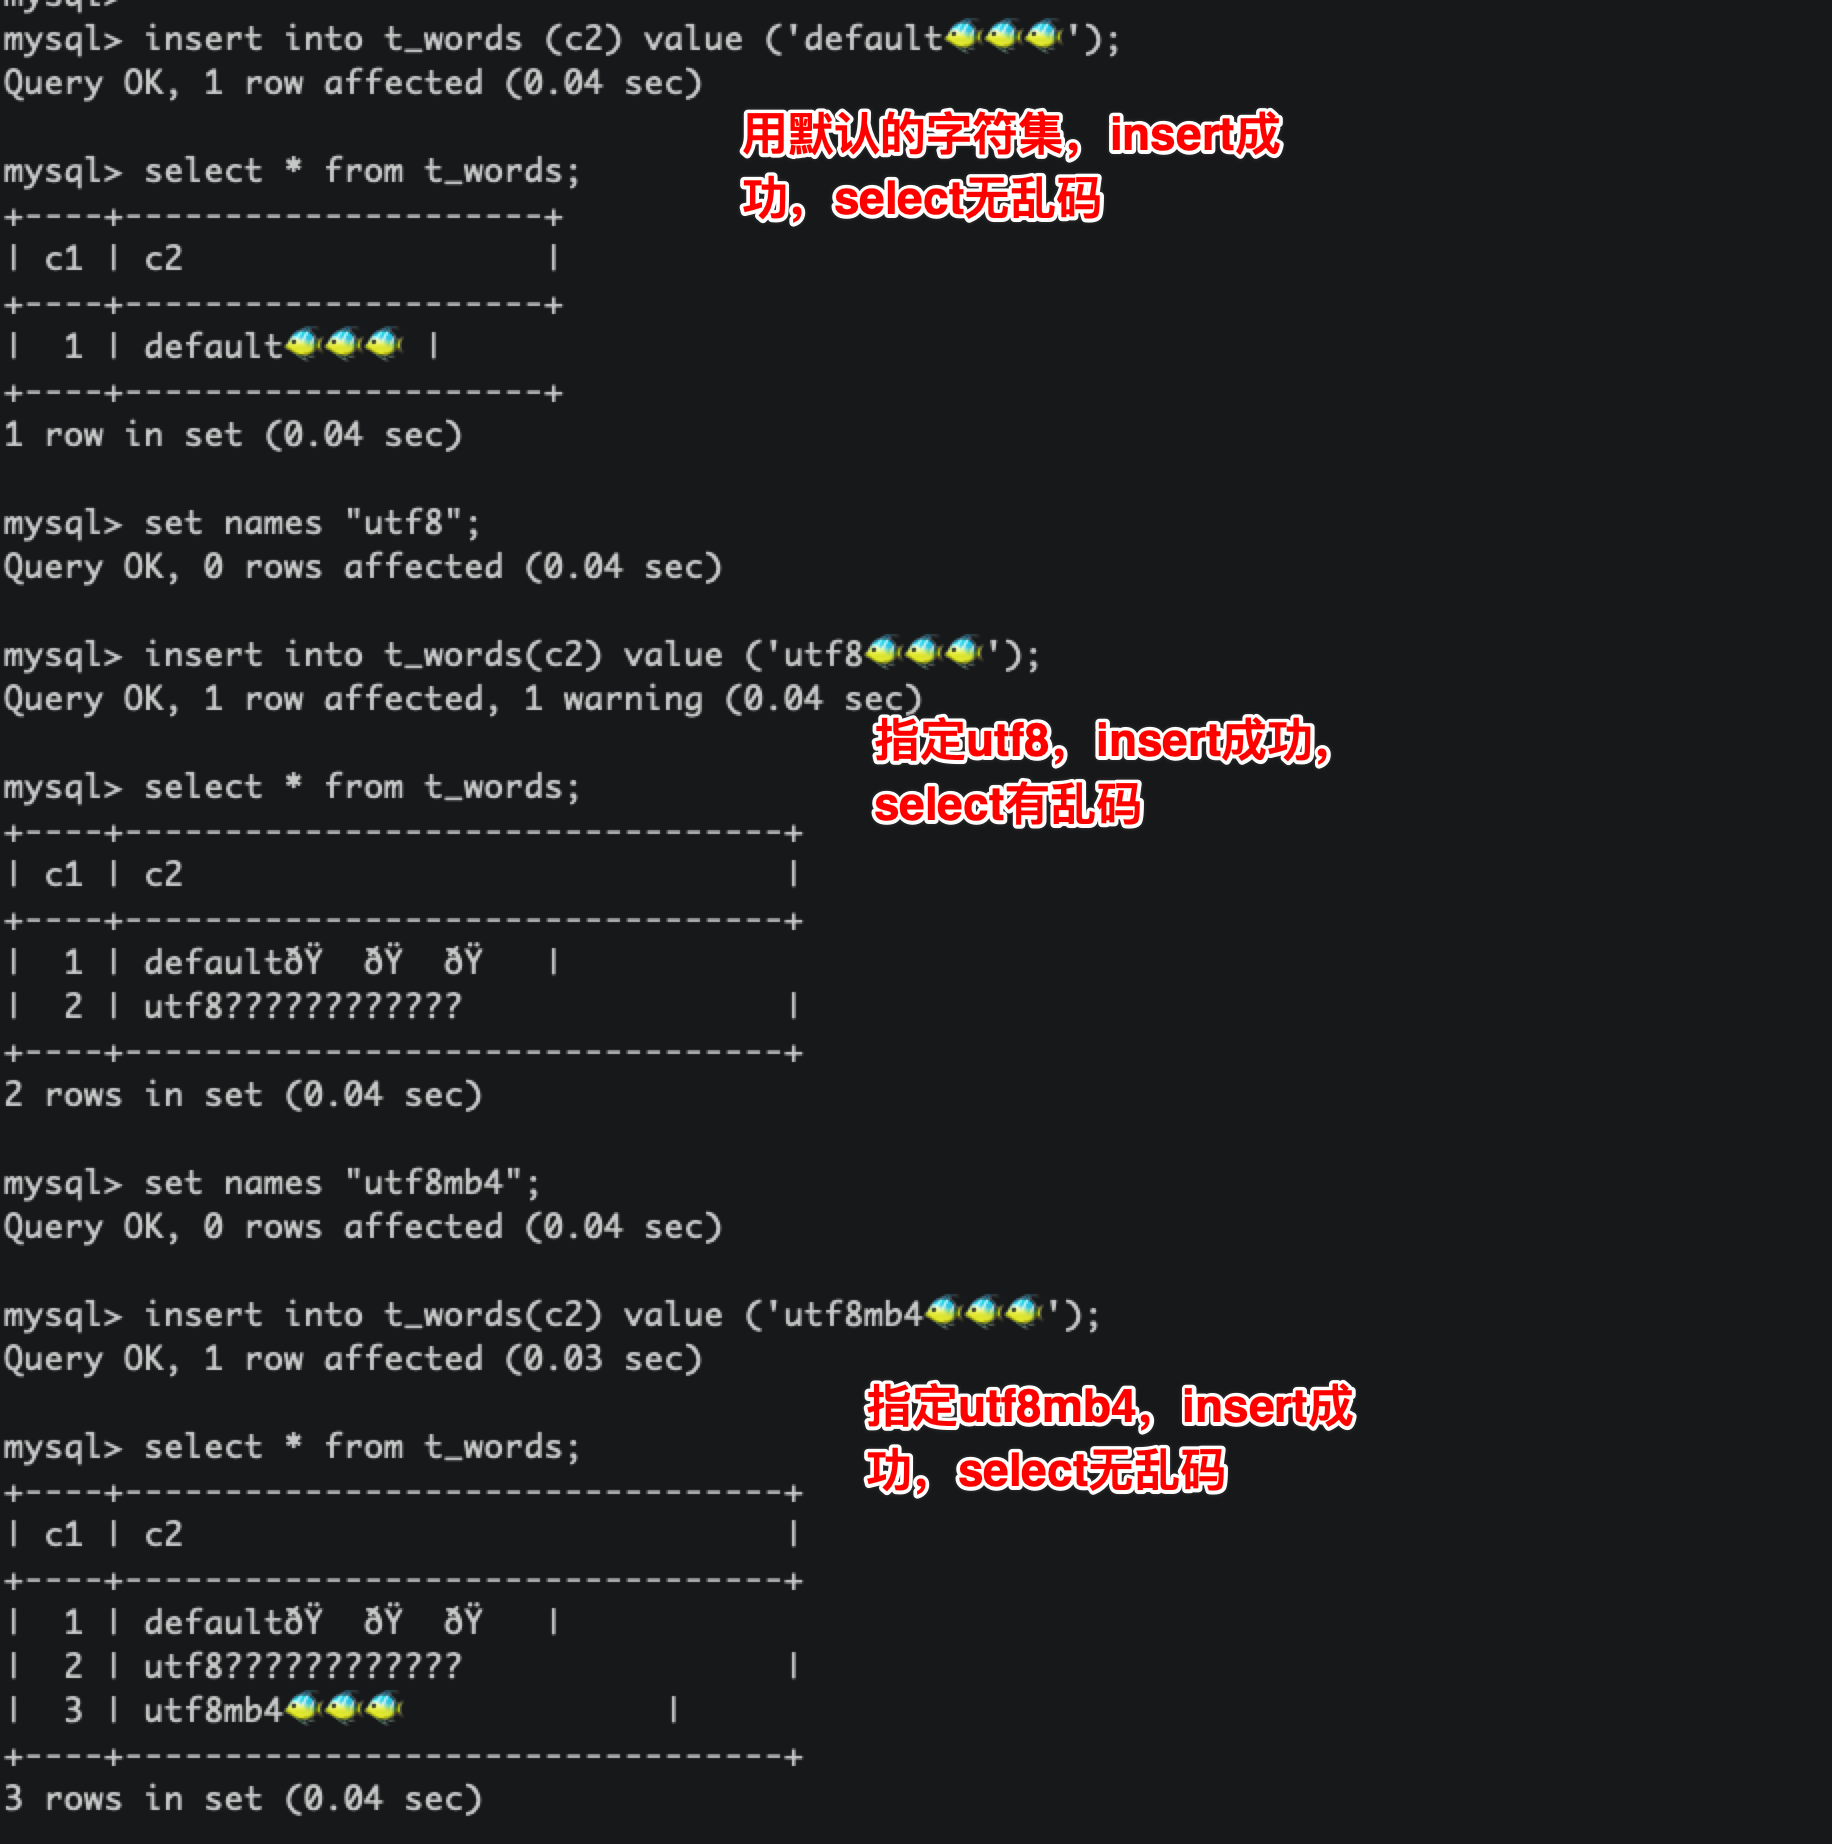 mysql>
mysql> insert into t_words (c2) value ('default🐠🐠🐠');
Query OK, 1 row affected (0.04 sec)
用默认的字符集，insert成
功，select无乱码
mysql> select * from t_words;
+----+---------------------+
| c1 | c2                  |
+----+---------------------+
|  1 | default🐠🐠🐠 |
+----+---------------------+
1 row in set (0.04 sec)
mysql> set names "utf8";
Query OK, 0 rows affected (0.04 sec)
mysql> insert into t_words(c2) value ('utf8🐠🐠🐠');
Query OK, 1 row affected, 1 warning (0.04 sec)
指定utf8，insert成功，
select有乱码
mysql> select * from t_words;
+----+---------------------------------+
| c1 | c2                              |
+----+---------------------------------+
|  1 | defaultðŸ  ðŸ  ðŸ   |
|  2 | utf8????????????                |
+----+---------------------------------+
2 rows in set (0.04 sec)
mysql> set names "utf8mb4";
Query OK, 0 rows affected (0.04 sec)
mysql> insert into t_words(c2) value ('utf8mb4🐠🐠🐠');
Query OK, 1 row affected (0.03 sec)
指定utf8mb4，insert成
功，select无乱码
mysql> select * from t_words;
+----+---------------------------------+
| c1 | c2                              |
+----+---------------------------------+
|  1 | defaultðŸ  ðŸ  ðŸ   |
|  2 | utf8????????????                |
|  3 | utf8mb4🐠🐠🐠             |
+----+---------------------------------+
3 rows in set (0.04 sec)